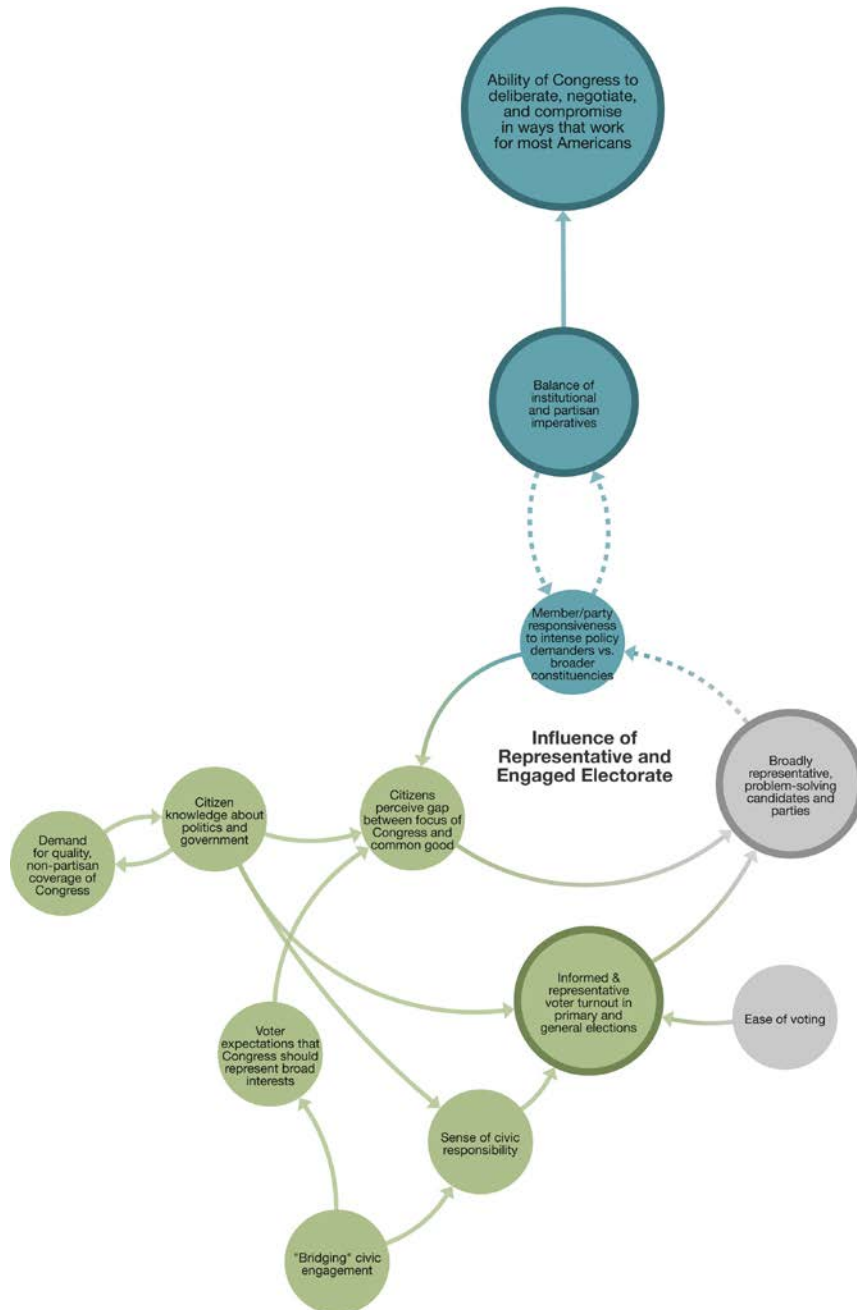 Ability of Congress to
deliberate, negotiate,
and compromise
in ways that work
for most Americans
Balance of
institutional
and partisan
imperatives
Member/party
responsiveness
to intense policy
demanders vs.
broader
constituencies
Influence of
Representative and
Engaged Electorate
Broadly
representative,
problem-solving
candidates and
parties
Citizens
perceive gap
between focus of
Congress and
common good
Citizen
knowledge about
politics and
government
Demand
for quality,
non-partisan
coverage of
Congress
Informed &
representative
voter turnout in
primary and
general elections
Ease of voting
Voter
expectations that
Congress should
represent broad
interests
Sense of civic
responsibility
"Bridging" civic
engagement